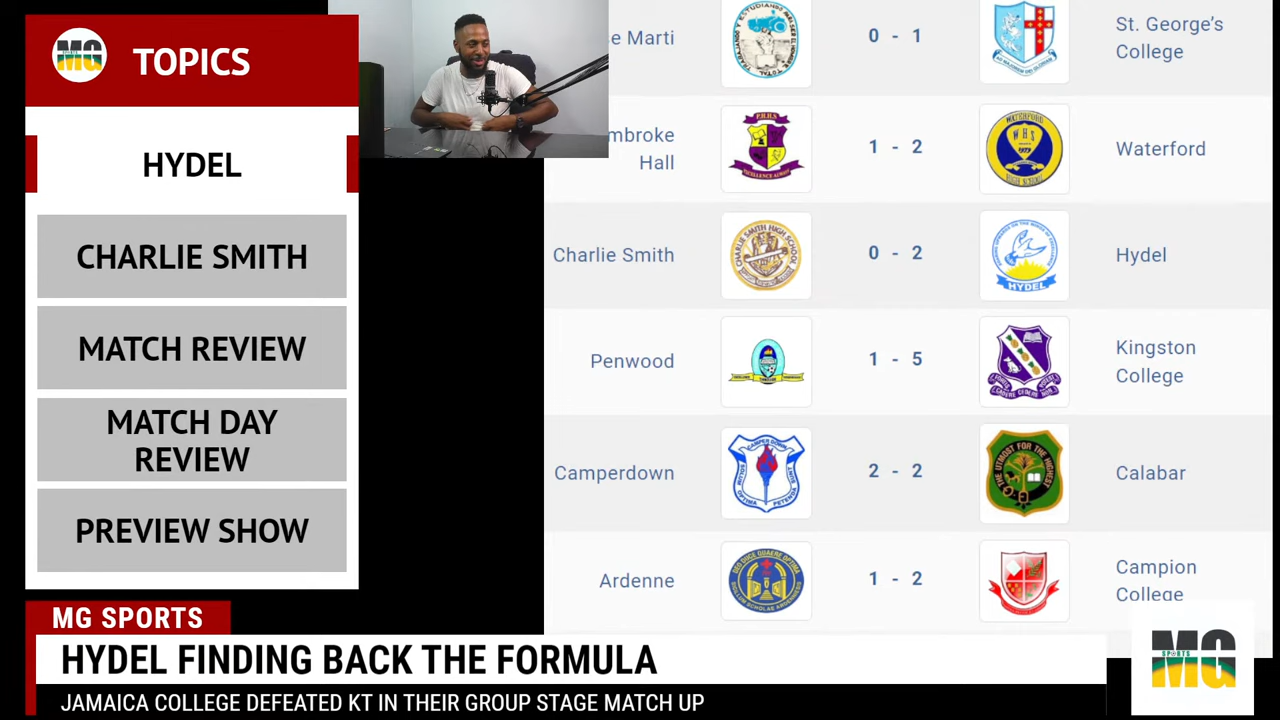 MG
TOPICS
HYDEL
CHARLIE SMITH
MATCH REVIEW
MATCH DAY
REVIEW
PREVIEW SHOW
e Marti
0 - 1
St. George's
College
mbroke
Hall
1 - 2
Waterford
Charlie Smith
0 - 2
Hydel
HYDEL
Penwood
1 - 5
Kingston
College
Camperdown
2 - 2
Calabar
Ardenne
1 - 2
Campion
College
MG SPORTS
HYDEL FINDING BACK THE FORMULA
JAMAICA COLLEGE DEFEATED KT IN THEIR GROUP STAGE MATCH UP
MG
SPORTS